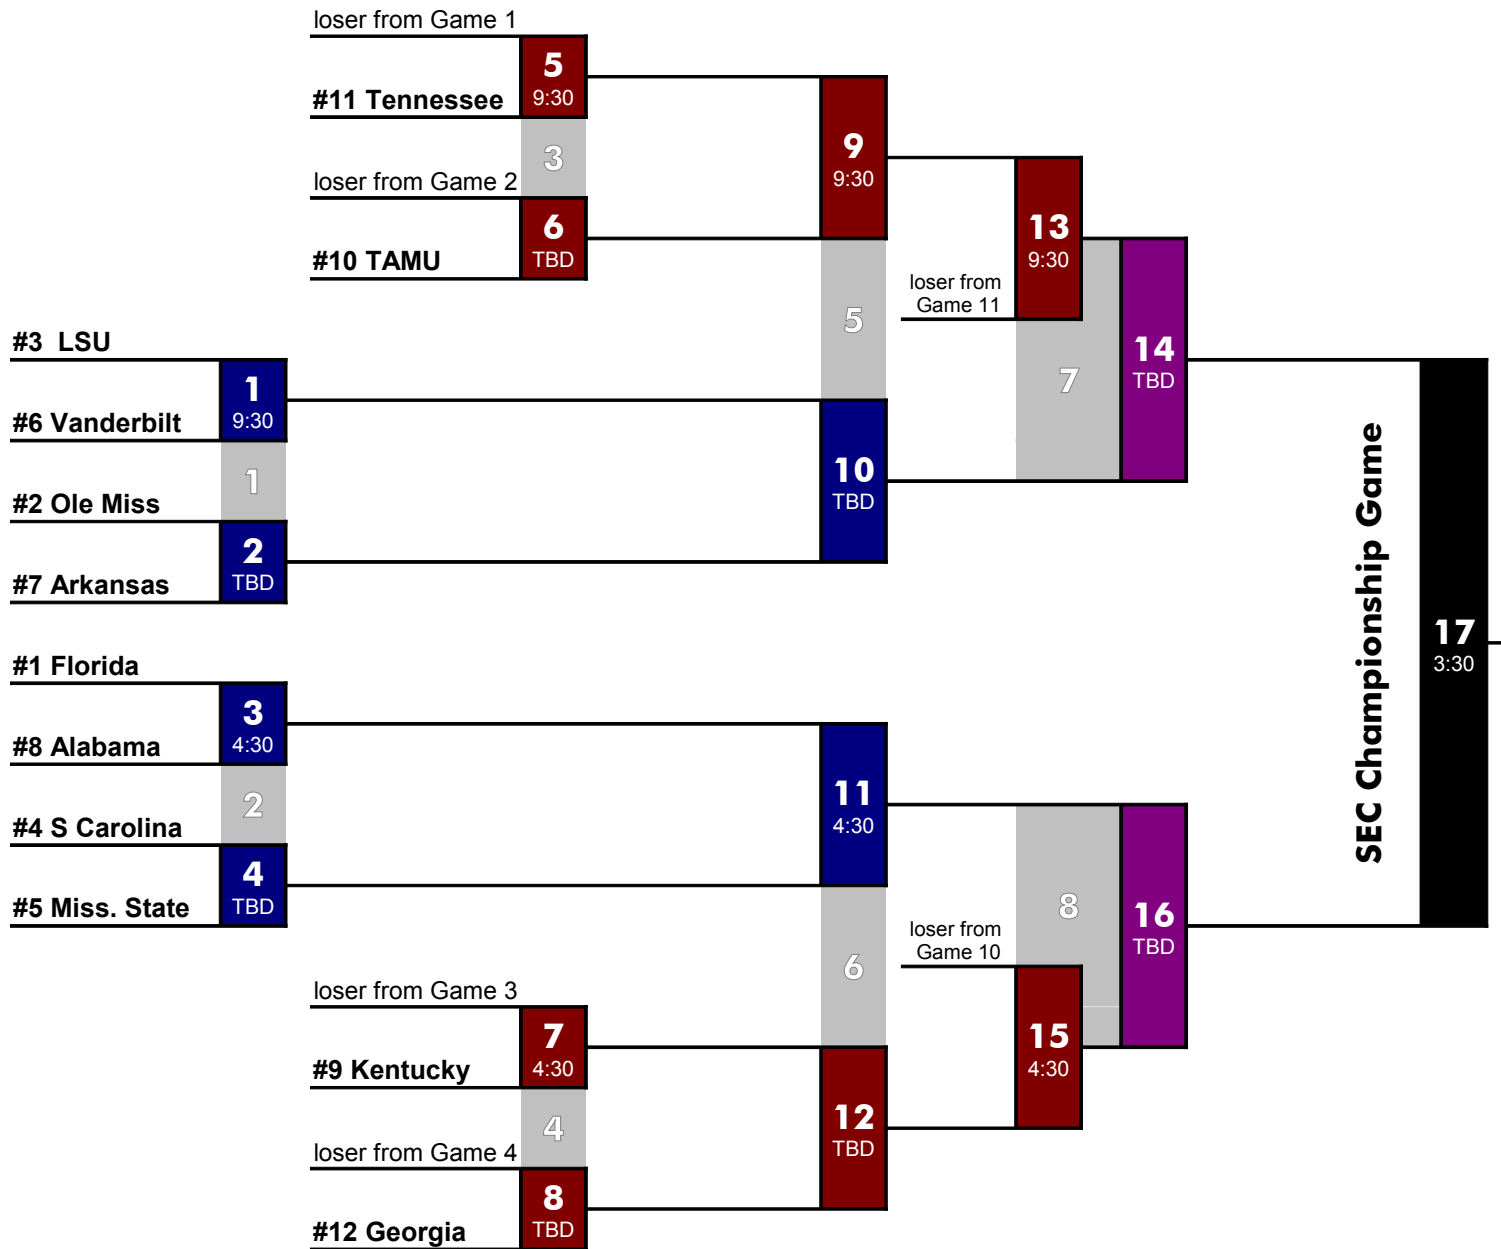 loser from Game 1
5
9:30
#11 Tennessee
3
loser from Game 2
6
TBD
#10 TAMU
9
9:30
5
13
9:30
loser from
Game 11
7
14
TBD
#3 LSU
1
9:30
#6 Vanderbilt
1
#2 Ole Miss
2
TBD
#7 Arkansas
10
TBD
#1 Florida
3
4:30
#8 Alabama
2
#4 S Carolina
4
TBD
#5 Miss. State
11
4:30
6
SEC Championship Game
17
3:30
8
16
TBD
loser from
Game 10
15
4:30
loser from Game 3
7
4:30
#9 Kentucky
4
loser from Game 4
8
TBD
#12 Georgia
12
TBD